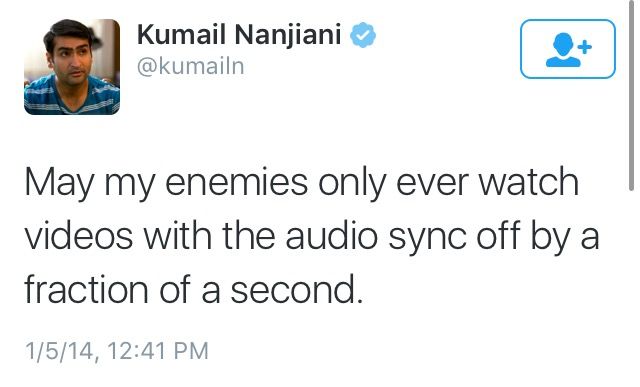 Kumail Nanjiani
@kumailn
May my enemies only ever watch
videos with the audio sync off by a
fraction of a second.
1/5/14, 12:41 PM